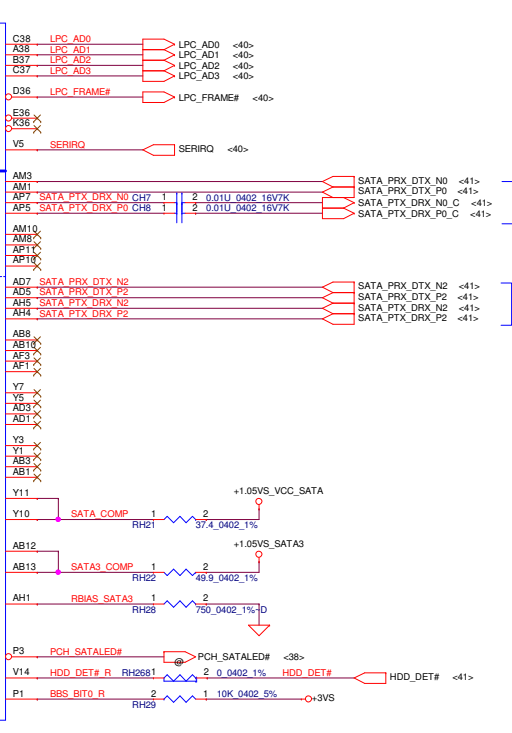 C38 LPC_AD0 LPC_AD0 <40>
A38 LPC_AD1 LPC_AD1 <40>
B37 LPC_AD2 LPC_AD2 <40>
C37 LPC_AD3 LPC_AD3 <40>
D36 LPC_FRAME# LPC_FRAME# <40>
E36
K36
V5 SERIRQ SERIRQ <40>
AM3 SATA_PRX_DTX_N0 <41>
AM1 SATA_PRX_DTX_P0 <41>
AP7 SATA_PTX_DRX_N0 CH7 1 2 0.01U_0402_16V7K SATA_PTX_DRX_N0_C <41>
AP5 SATA_PTX_DRX_P0 CH8 1 2 0.01U_0402_16V7K SATA_PTX_DRX_P0_C <41>
AM10
AM8
AP11
AP10
AD7 SATA_PRX_DTX_N2 SATA_PRX_DTX_N2 <41>
AD5 SATA_PRX_DTX_P2 SATA_PRX_DTX_P2 <41>
AH5 SATA_PTX_DRX_N2 SATA_PTX_DRX_N2 <41>
AH4 SATA_PTX_DRX_P2 SATA_PTX_DRX_P2 <41>
AB8
AB10
AF3
AF1
Y7
Y5
AD3
AD1
Y3
Y1
AB3
AB1
Y11
+1.05VS_VCC_SATA
Y10 SATA_COMP 1 2
RH21 37.4_0402_1%
AB12
+1.05VS_SATA3
AB13 SATA3_COMP 1 2
RH22 49.9_0402_1%
AH1 RBIAS_SATA3 1 2
RH28 750_0402_1%~D
P3 PCH_SATALED# PCH_SATALED# <38>
@
V14 HDD_DET#_R RH268 1 2 0_0402_1% HDD_DET# HDD_DET# <41>
P1 BBS_BIT0_R 2 1 10K_0402_5% +3VS
RH29